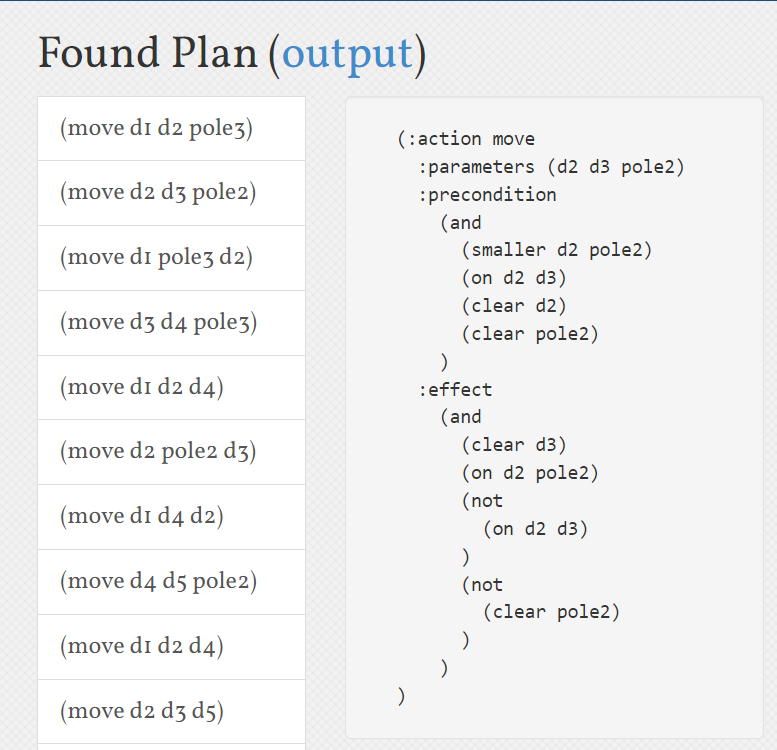 Found Plan (output)
(move d1 d2 pole3)
(move d2 d3 pole2)
(move d1 pole3 d2)
(move d3 d4 pole3)
(move d1 d2 d4)
(move d2 pole2 d3)
(move d1 d4 d2)
(move d4 d5 pole2)
(move d1 d2 d4)
(move d2 d3 d5)
(:action move
  :parameters (d2 d3 pole2)
  :precondition
    (and
      (smaller d2 pole2)
      (on d2 d3)
      (clear d2)
      (clear pole2)
    )
  :effect
    (and
      (clear d3)
      (on d2 pole2)
      (not
        (on d2 d3)
      )
      (not
        (clear pole2)
      )
    )
)